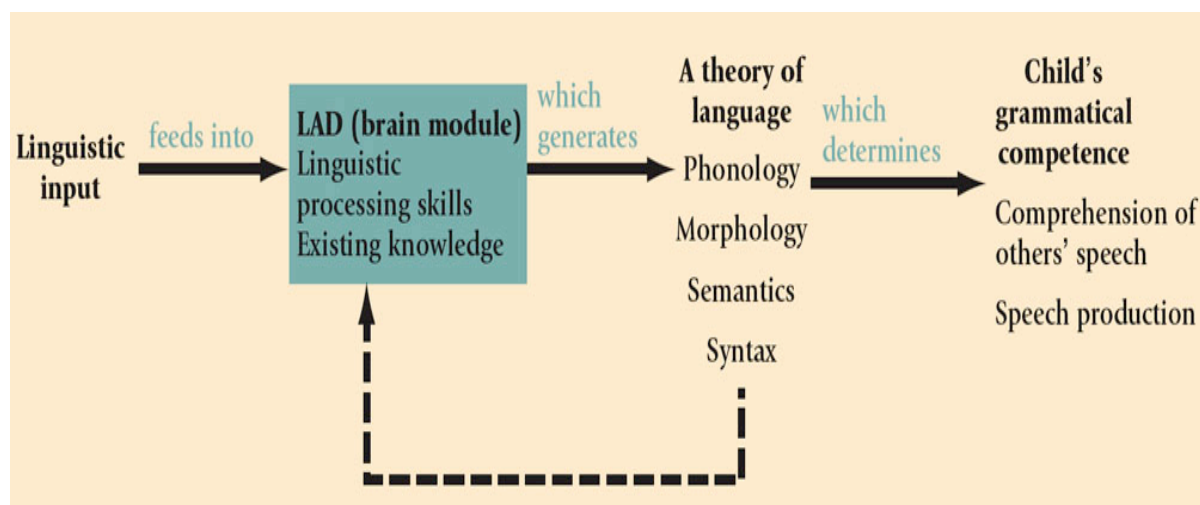 Linguistic
input
feeds into
LAD (brain module)
Linguistic
processing skills
Existing knowledge
which
generates
A theory of
language
Phonology
Morphology
Semantics
Syntax
which
determines
Child’s
grammatical
competence
Comprehension of
others’ speech
Speech production